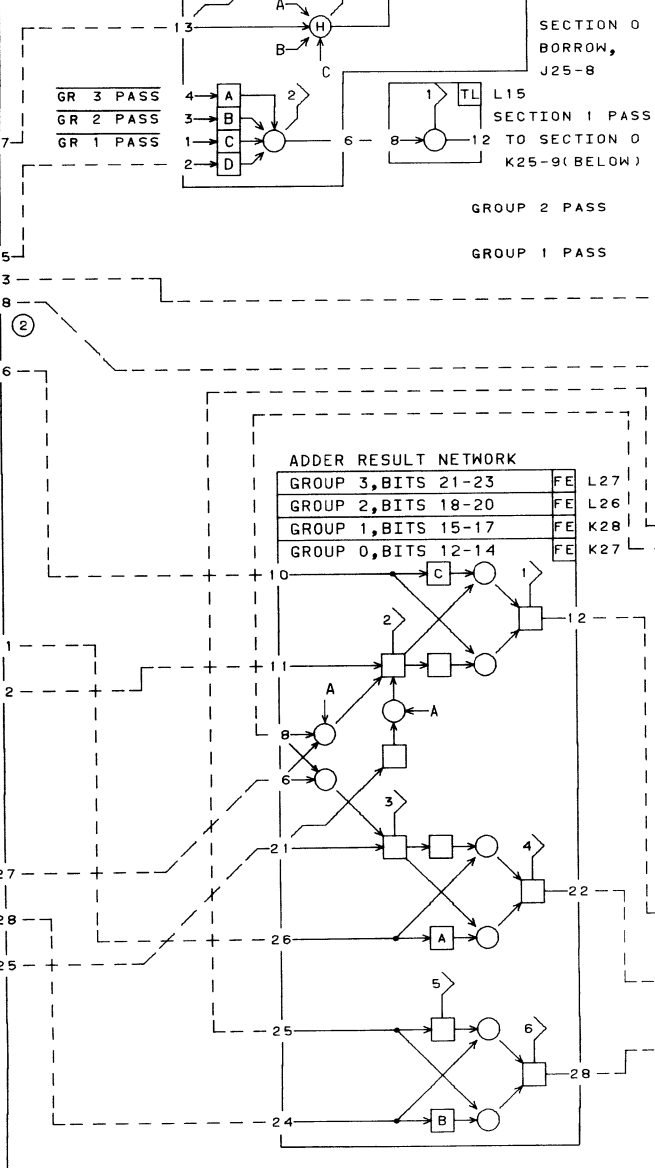 A
13
H
B
C
SECTION 0
BORROW,
J25-8
GR 3 PASS 4 A 2
GR 2 PASS 3 B
GR 1 PASS 1 C 6 8 12
2 D
1 TL L15
SECTION 1 PASS
TO SECTION 0
K25-9(BELOW)
7
GROUP 2 PASS
5
GROUP 1 PASS
3
8
2
6
ADDER RESULT NETWORK
GROUP 3,BITS 21-23 FE L27
GROUP 2,BITS 18-20 FE L26
GROUP 1,BITS 15-17 FE K28
GROUP 0,BITS 12-14 FE K27
10 C 1
2 12
1
11
2
A
A
8
6
3
21 4
27
22
28
26 A
25
5
25 6
28
24 B